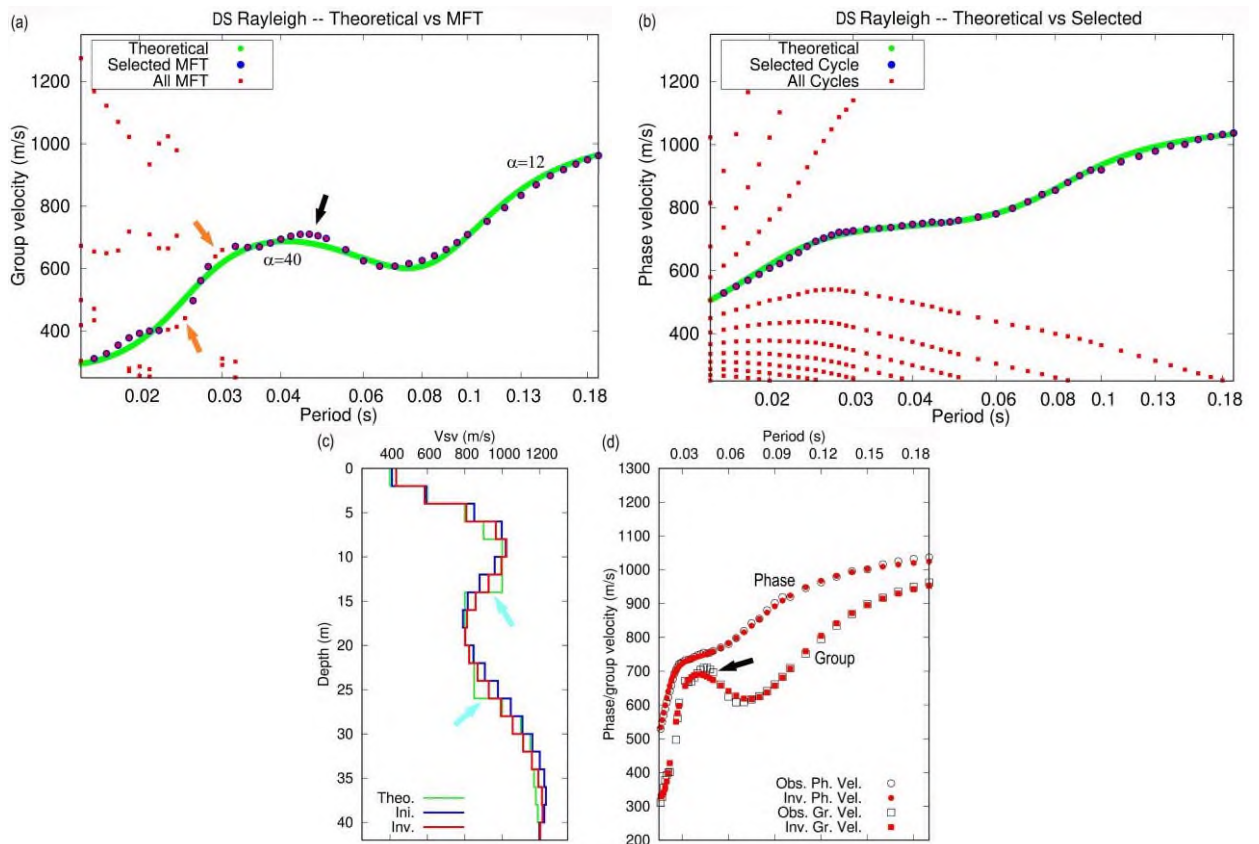 (a)
DS Rayleigh -- Theoretical vs MFT
Theoretical
Selected MFT
All MFT
1200
1000
800
600
400
Group velocity (m/s)
α=12
α=40
0.02
0.03
0.04
0.06
0.08
0.1
0.13
0.18
Period (s)
(b)
DS Rayleigh -- Theoretical vs Selected
Theoretical
Selected Cycle
All Cycles
1200
1000
800
600
400
Phase velocity (m/s)
0.02
0.03
0.04
0.06
0.08
0.1
0.13
0.18
Period (s)
(c)
Vsv (m/s)
400
600
800
1000
1200
0
5
10
15
20
25
30
35
40
Depth (m)
Theo.
Ini.
Inv.
(d)
Period (s)
0.03
0.06
0.09
0.12
0.15
0.18
1300
1200
1100
1000
900
800
700
600
500
400
300
200
Phase/group velocity (m/s)
Phase
Group
Obs. Ph. Vel.
Inv. Ph. Vel.
Obs. Gr. Vel.
Inv. Gr. Vel.